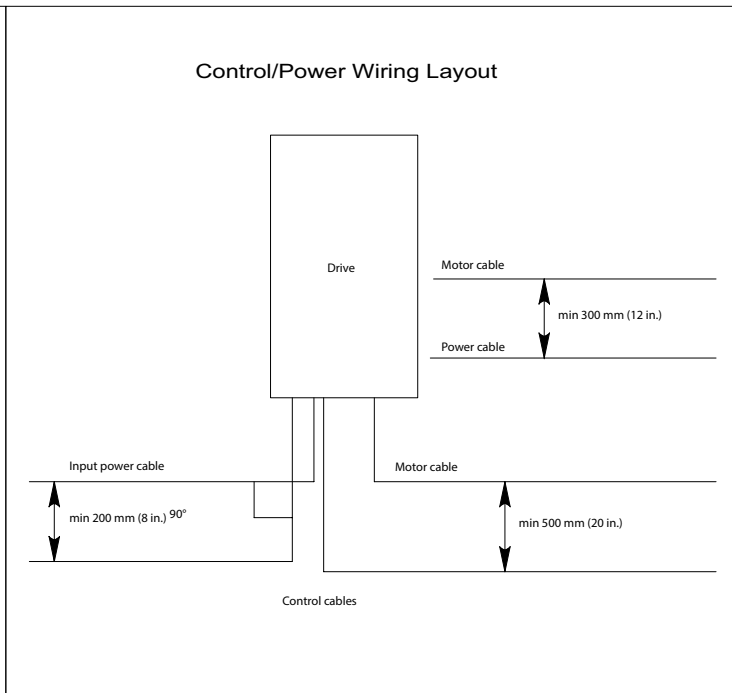 Control/Power Wiring Layout
Drive
Motor cable
min 300 mm (12 in.)
Power cable
Input power cable
Motor cable
min 200 mm (8 in.) 90°
min 500 mm (20 in.)
Control cables